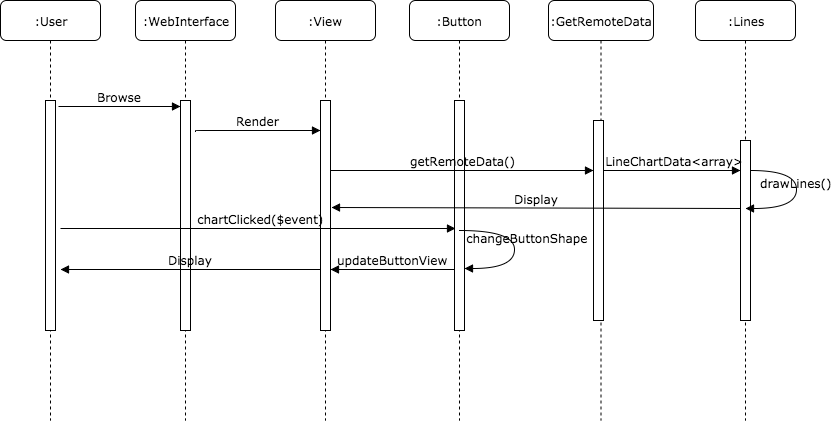 :User
:WebInterface
:View
:Button
:GetRemoteData
:Lines
Browse
Render
getRemoteData()
LineChartData<array>
drawLines()
Display
chartClicked($event)
changeButtonShape
Display
updateButtonView